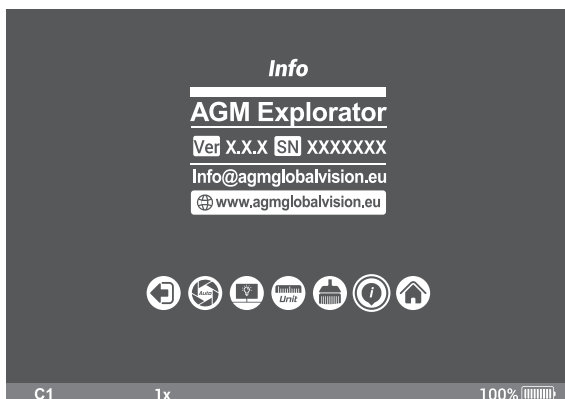 Info
AGM Explorator
Ver X.X.X SN XXXXXXX
Info@agmglobalvision.eu
www.agmglobalvision.eu
Auto
Unit
i
C1 1x 100%